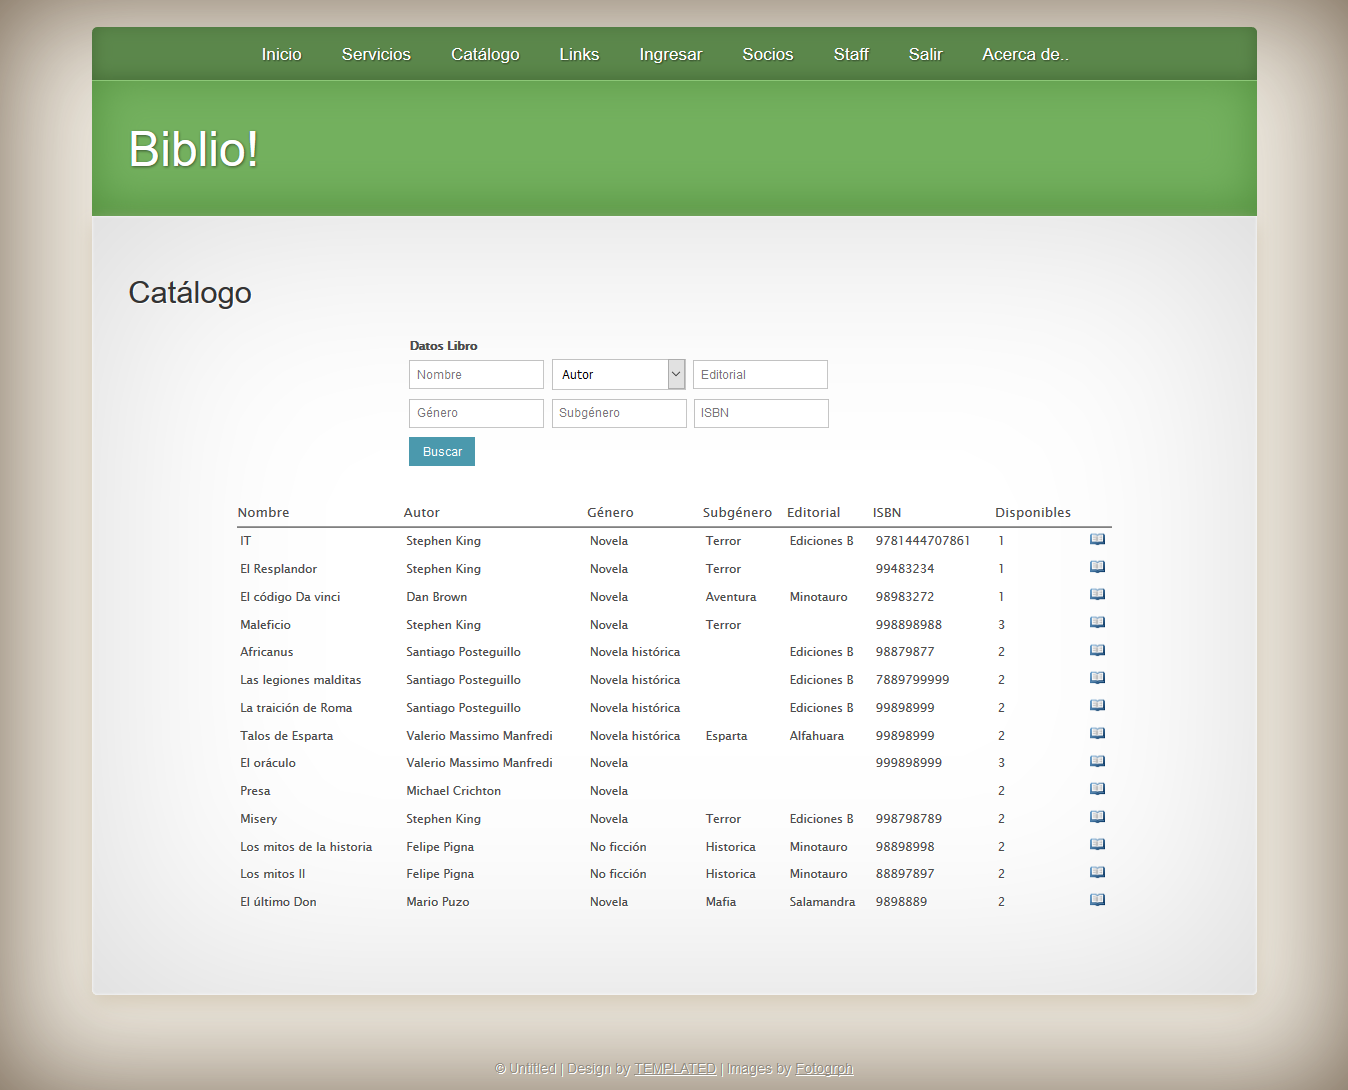 Inicio Servicios Catálogo Links Ingresar Socios Staff Salir Acerca de..
Biblio!
Catálogo
Datos Libro
Nombre Autor Editorial
Género Subgénero ISBN
Buscar
Nombre Autor Género Subgénero Editorial ISBN Disponibles
IT Stephen King Novela Terror Ediciones B 9781444707861 1
El Resplandor Stephen King Novela Terror 99483234 1
El código Da vinci Dan Brown Novela Aventura Minotauro 98983272 1
Maleficio Stephen King Novela Terror 998898988 3
Africanus Santiago Posteguillo Novela histórica Ediciones B 98879877 2
Las legiones malditas Santiago Posteguillo Novela histórica Ediciones B 7889799999 2
La traición de Roma Santiago Posteguillo Novela histórica Ediciones B 99898999 2
Talos de Esparta Valerio Massimo Manfredi Novela histórica Esparta Alfahuara 99898999 2
El oráculo Valerio Massimo Manfredi Novela 999898999 3
Presa Michael Crichton Novela 2
Misery Stephen King Novela Terror Ediciones B 998798789 2
Los mitos de la historia Felipe Pigna No ficción Historica Minotauro 98898998 2
Los mitos II Felipe Pigna No ficción Historica Minotauro 88897897 2
El último Don Mario Puzo Novela Mafia Salamandra 9898889 2
© Untitled | Design by TEMPLATED | Images by Fotogrph